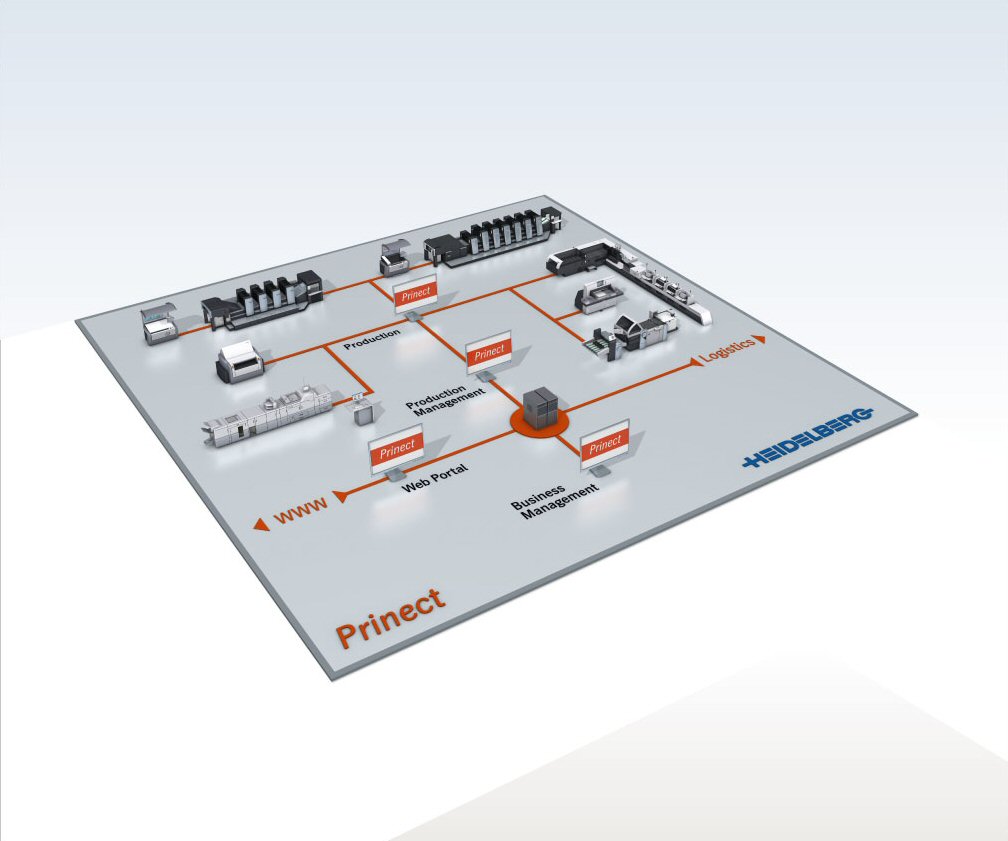 Prinect
Production
Prinect
Production
Management
Prinect
Web Portal
Prinect
Business
Management
Logistics
WWW
HEIDELBERG
Prinect